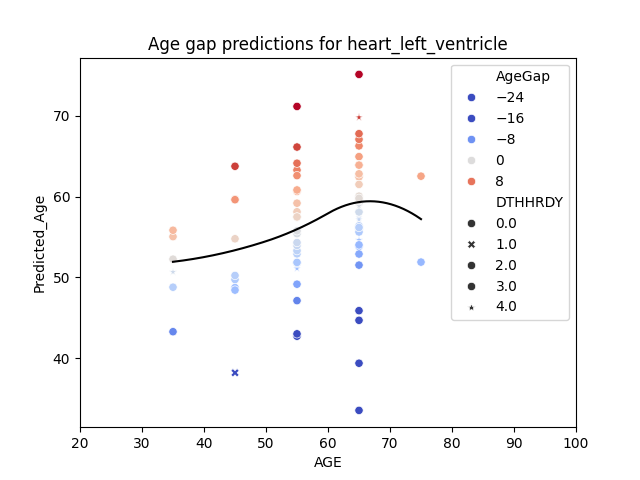 Age gap predictions for heart_left_ventricle
Predicted_Age
70
60
50
40
20 30 40 50 60 70 80 90 100
AGE
AgeGap
−24
−16
−8
0
8
DTHHRDY
0.0
1.0
2.0
3.0
4.0